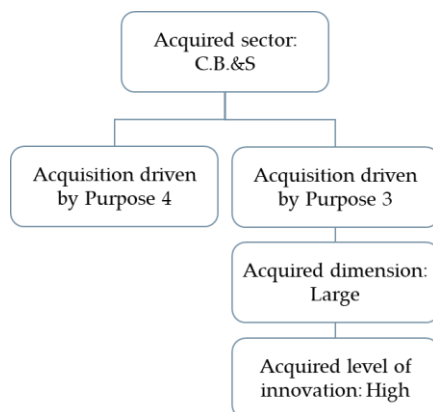 Acquired sector:
C.B.&S
Acquisition driven
by Purpose 4
Acquisition driven
by Purpose 3
Acquired dimension:
Large
Acquired level of
innovation: High